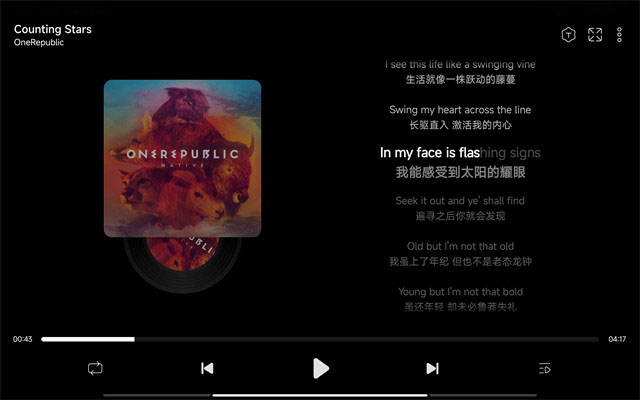 Counting Stars
OneRepublic
T
ONEREPUBLIC
NATIVE
I see this life like a swinging vine
生活就像一株跃动的藤蔓
Swing my heart across the line
长驱直入 激活我的内心
In my face is flashing signs
我能感受到太阳的耀眼
Seek it out and ye' shall find
遍寻之后你就会发现
Old but I'm not that old
我虽上了年纪 但也不是老态龙钟
Young but I'm not that bold
虽还年轻 却未必鲁莽失礼
00:43
04:17